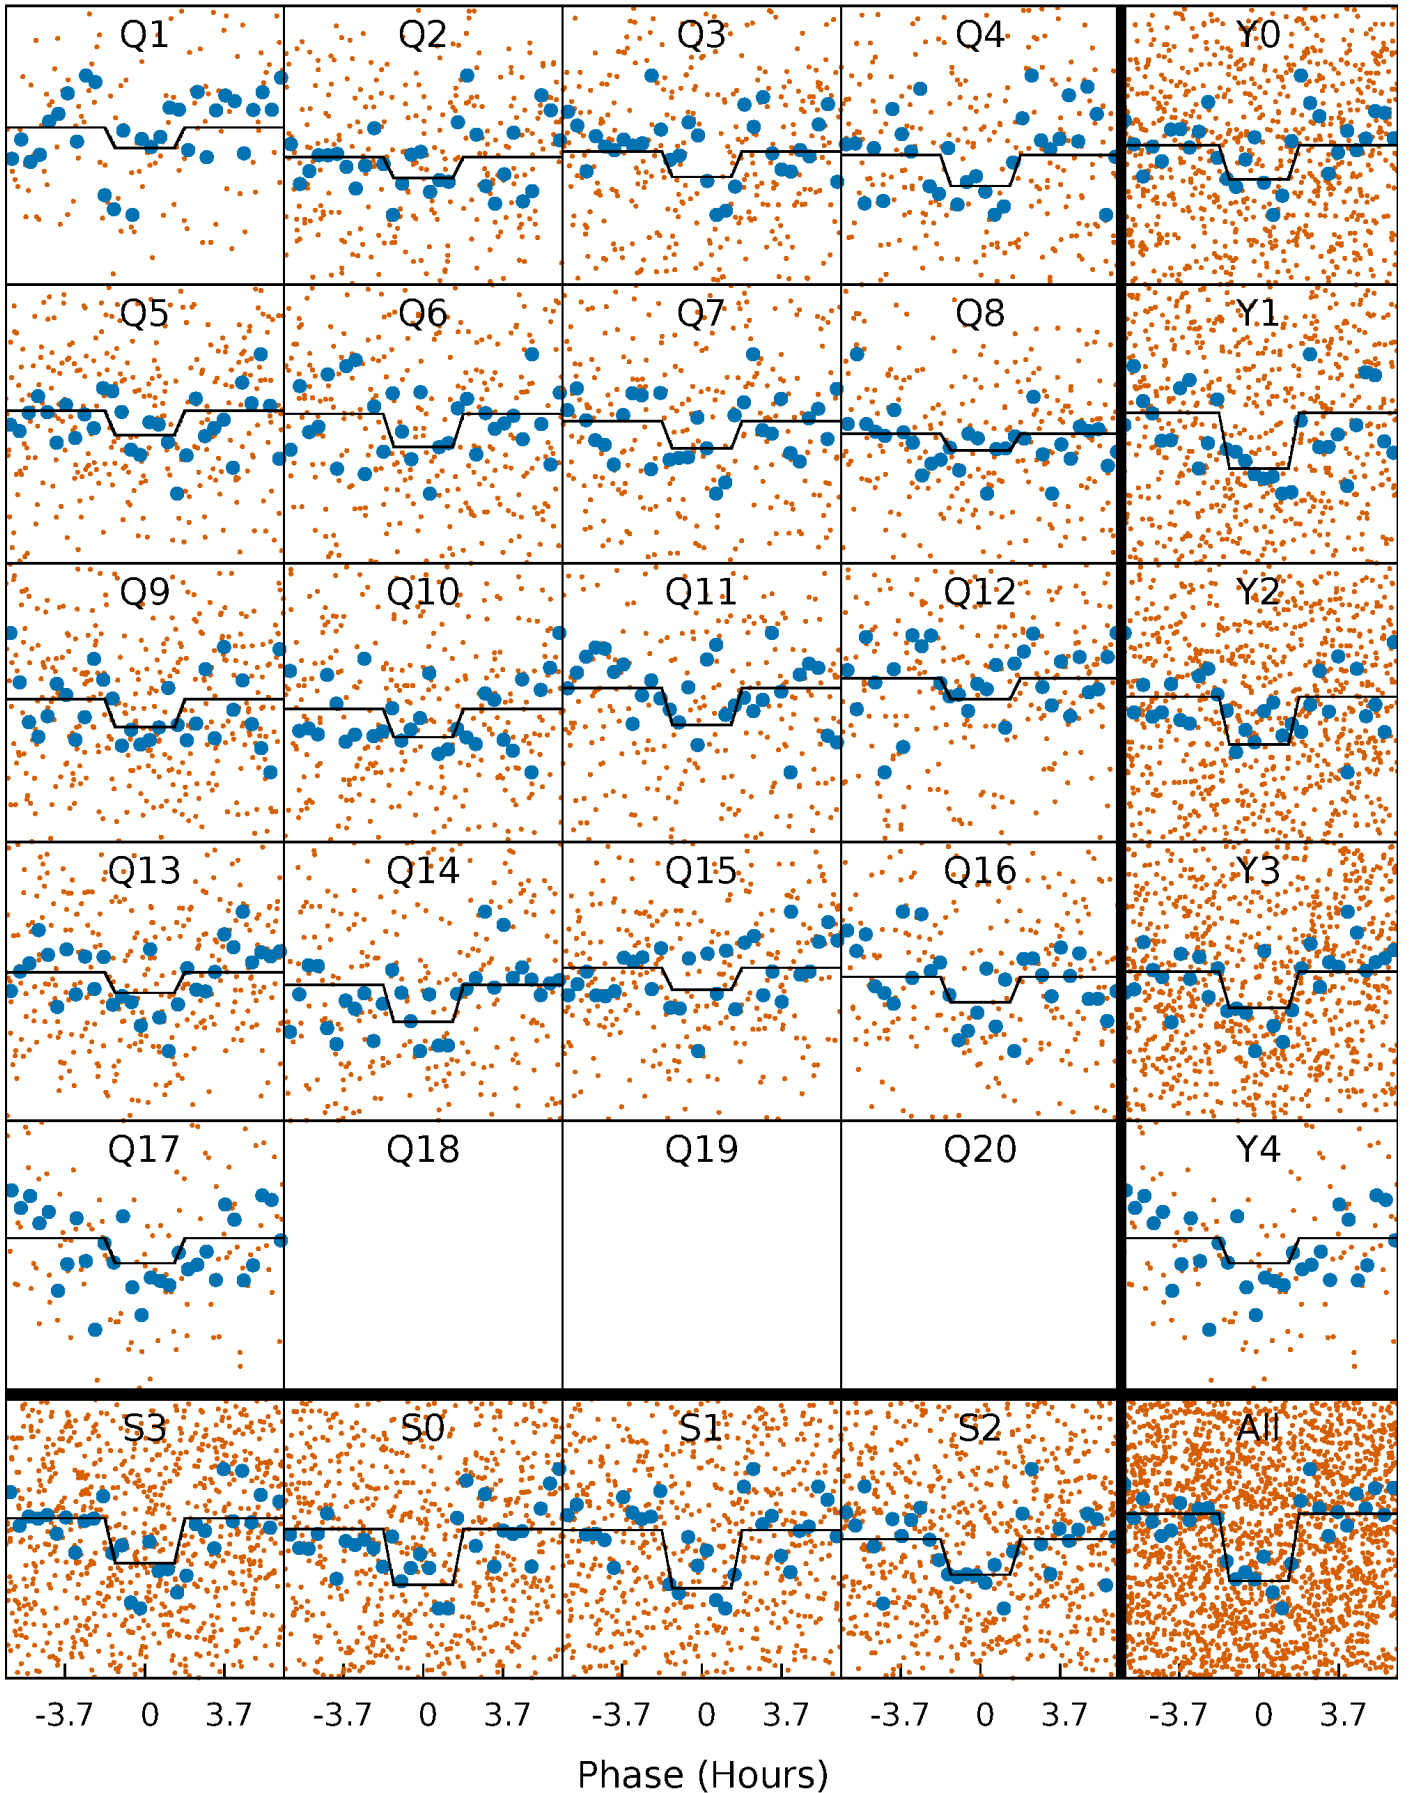 Q1 Q2 Q3 Q4 Y0
Q5 Q6 Q7 Q8 Y1
Q9 Q10 Q11 Q12 Y2
Q13 Q14 Q15 Q16 Y3
Q17 Q18 Q19 Q20 Y4
S3 S0 S1 S2 All
-3.7 0 3.7 -3.7 0 3.7 -3.7 0 3.7 -3.7 0 3.7 -3.7 0 3.7
Phase (Hours)